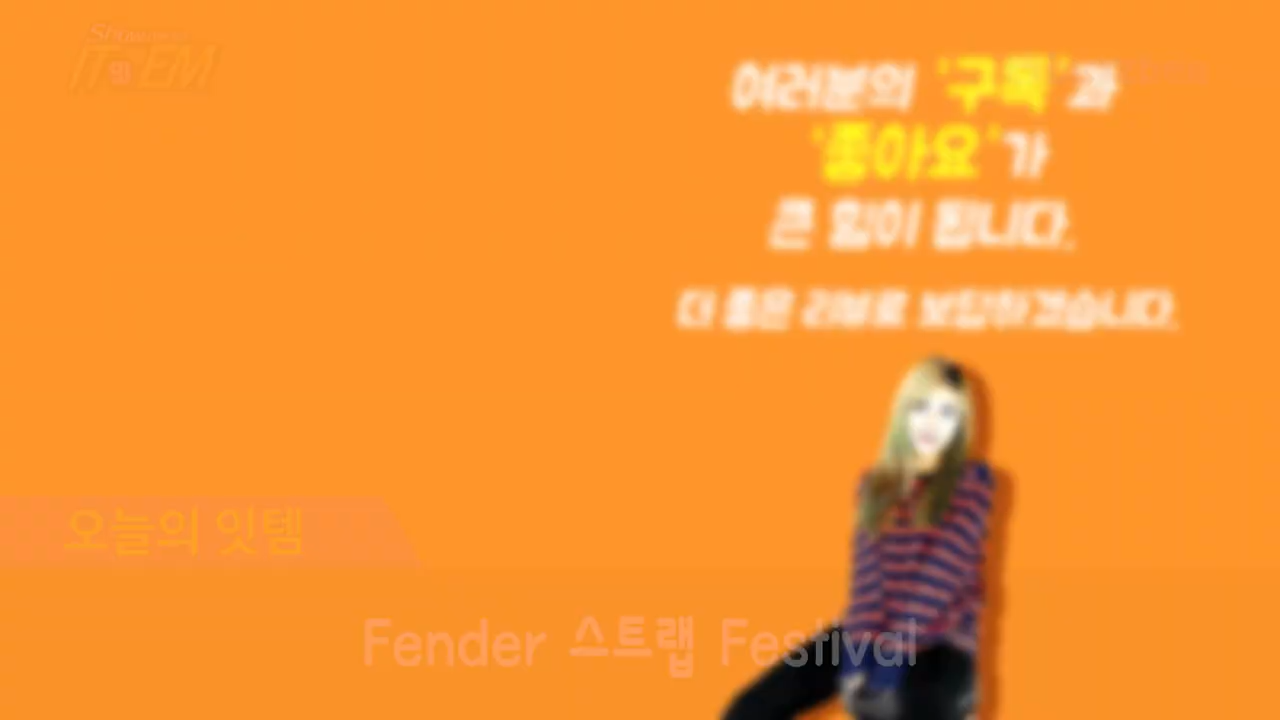 여러분의 '구독'과
'좋아요'가
큰 힘이 됩니다.
더 좋은 리뷰로 보답하겠습니다.
오늘의 잇템
Fender 스트랩 Festival